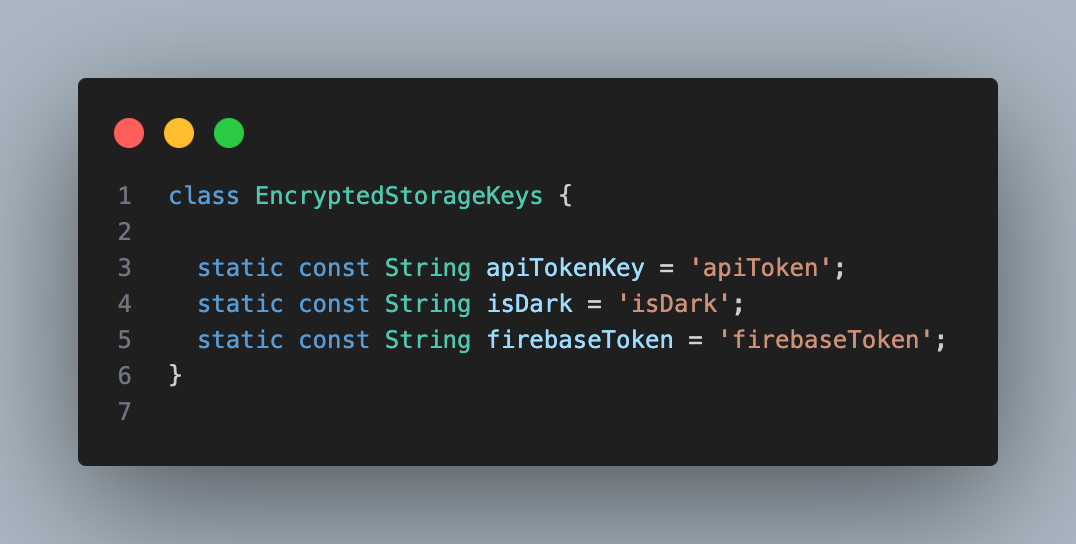 1 class EncryptedStorageKeys {
2
3 static const String apiTokenKey = 'apiToken';
4 static const String isDark = 'isDark';
5 static const String firebaseToken = 'firebaseToken';
6 }
7